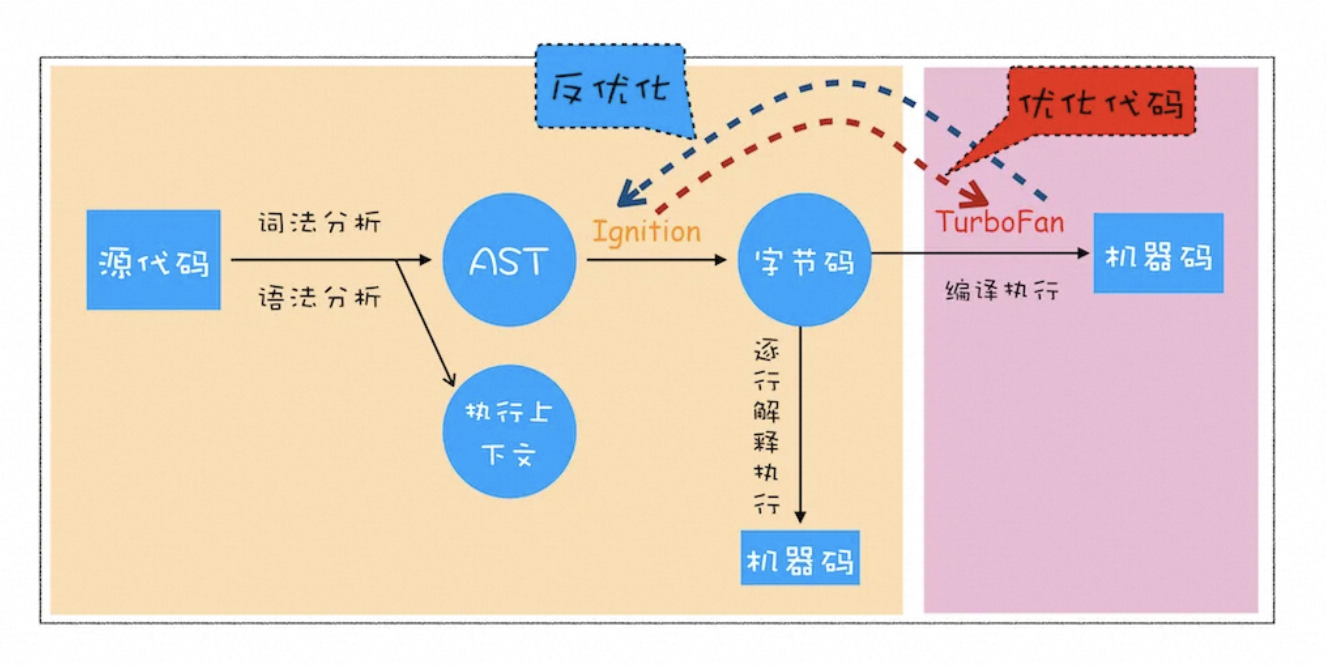 反优化
优化代码
词法分析
源代码
语法分析
AST
Ignition
字节码
TurboFan
编译执行
机器码
执行上
下文
逐
行
解
释
执
行
机器码